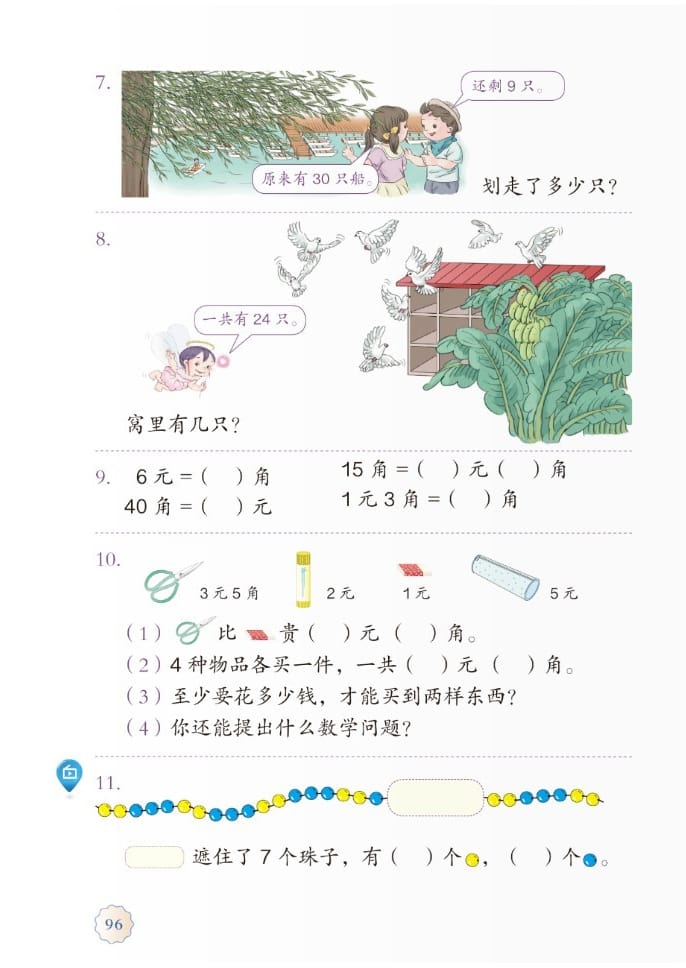 7.
还剩 9 只。
原来有 30 只船。
划走了多少只?
8.
一共有 24 只。
窝里有几只?
9. 6 元 = ( ) 角 15 角 = ( ) 元 ( ) 角
40 角 = ( ) 元 1 元 3 角 = ( ) 角
10.
3 元 5 角 2 元 1 元 5 元
(1) 比 贵 ( ) 元 ( ) 角。
(2) 4 种物品各买一件, 一共 ( ) 元 ( ) 角。
(3) 至少要花多少钱, 才能买到两样东西?
(4) 你还能提出什么数学问题?
11.
遮住了 7 个珠子, 有 ( ) 个 , ( ) 个 。
96